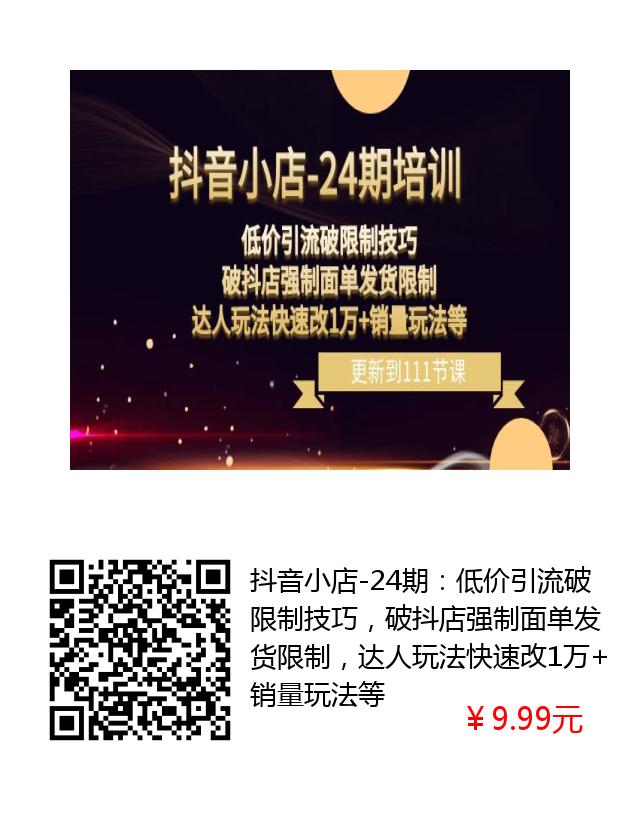 抖音小店-24期培训
低价引流破限制技巧
破抖店强制面单发货限制
达人玩法快速改1万+销量玩法等
更新到111节课
抖音小店-24期：低价引流破
限制技巧，破抖店强制面单发
货限制，达人玩法快速改1万+
销量玩法等
￥9.99元